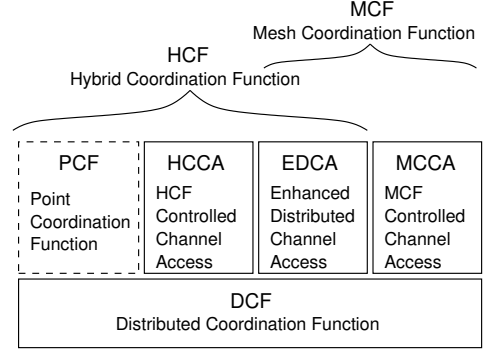 MCF
Mesh Coordination Function
HCF
Hybrid Coordination Function
PCF
Point
Coordination
Function
HCCA
HCF
Controlled
Channel
Access
EDCA
Enhanced
Distributed
Channel
Access
MCCA
MCF
Controlled
Channel
Access
DCF
Distributed Coordination Function